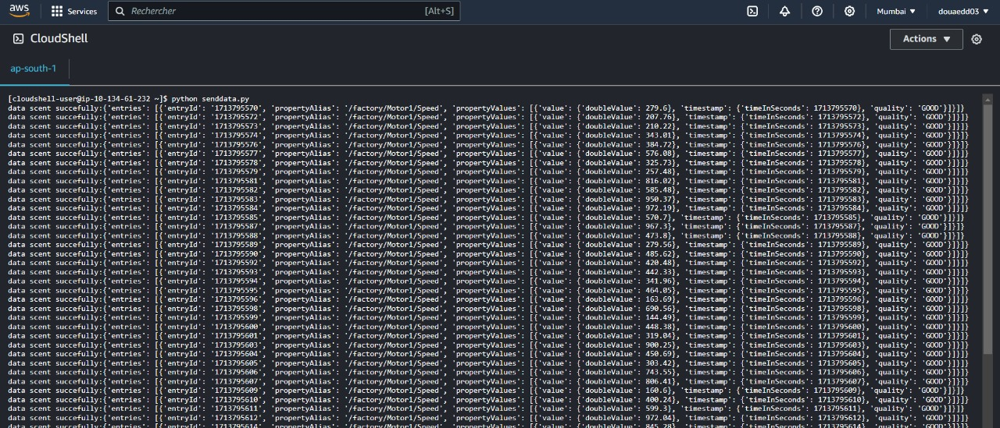 aws
Services
Rechercher
[Alt+S]
Mumbai
douaedd03
CloudShell
Actions
ap-south-1
[cloudshell-user@ip-10-134-61-232 ~]$ python senddata.py
data scent succefully:{'entries': [{'entryId': '1713795570', 'propertyAlias': '/factory/Motor1/Speed', 'propertyValues': [{'value': {'doubleValue': 279.6}, 'timestamp': {'timeInSeconds': 1713795570}, 'quality': 'GOOD'}]}]}
data scent succefully:{'entries': [{'entryId': '1713795572', 'propertyAlias': '/factory/Motor1/Speed', 'propertyValues': [{'value': {'doubleValue': 207.76}, 'timestamp': {'timeInSeconds': 1713795572}, 'quality': 'GOOD'}]}]}
data scent succefully:{'entries': [{'entryId': '1713795573', 'propertyAlias': '/factory/Motor1/Speed', 'propertyValues': [{'value': {'doubleValue': 210.22}, 'timestamp': {'timeInSeconds': 1713795573}, 'quality': 'GOOD'}]}]}
data scent succefully:{'entries': [{'entryId': '1713795574', 'propertyAlias': '/factory/Motor1/Speed', 'propertyValues': [{'value': {'doubleValue': 343.01}, 'timestamp': {'timeInSeconds': 1713795574}, 'quality': 'GOOD'}]}]}
data scent succefully:{'entries': [{'entryId': '1713795576', 'propertyAlias': '/factory/Motor1/Speed', 'propertyValues': [{'value': {'doubleValue': 384.72}, 'timestamp': {'timeInSeconds': 1713795576}, 'quality': 'GOOD'}]}]}
data scent succefully:{'entries': [{'entryId': '1713795577', 'propertyAlias': '/factory/Motor1/Speed', 'propertyValues': [{'value': {'doubleValue': 576.08}, 'timestamp': {'timeInSeconds': 1713795577}, 'quality': 'GOOD'}]}]}
data scent succefully:{'entries': [{'entryId': '1713795578', 'propertyAlias': '/factory/Motor1/Speed', 'propertyValues': [{'value': {'doubleValue': 325.73}, 'timestamp': {'timeInSeconds': 1713795578}, 'quality': 'GOOD'}]}]}
data scent succefully:{'entries': [{'entryId': '1713795579', 'propertyAlias': '/factory/Motor1/Speed', 'propertyValues': [{'value': {'doubleValue': 257.48}, 'timestamp': {'timeInSeconds': 1713795579}, 'quality': 'GOOD'}]}]}
data scent succefully:{'entries': [{'entryId': '1713795581', 'propertyAlias': '/factory/Motor1/Speed', 'propertyValues': [{'value': {'doubleValue': 816.02}, 'timestamp': {'timeInSeconds': 1713795581}, 'quality': 'GOOD'}]}]}
data scent succefully:{'entries': [{'entryId': '1713795582', 'propertyAlias': '/factory/Motor1/Speed', 'propertyValues': [{'value': {'doubleValue': 585.48}, 'timestamp': {'timeInSeconds': 1713795582}, 'quality': 'GOOD'}]}]}
data scent succefully:{'entries': [{'entryId': '1713795583', 'propertyAlias': '/factory/Motor1/Speed', 'propertyValues': [{'value': {'doubleValue': 950.37}, 'timestamp': {'timeInSeconds': 1713795583}, 'quality': 'GOOD'}]}]}
data scent succefully:{'entries': [{'entryId': '1713795584', 'propertyAlias': '/factory/Motor1/Speed', 'propertyValues': [{'value': {'doubleValue': 972.19}, 'timestamp': {'timeInSeconds': 1713795584}, 'quality': 'GOOD'}]}]}
data scent succefully:{'entries': [{'entryId': '1713795585', 'propertyAlias': '/factory/Motor1/Speed', 'propertyValues': [{'value': {'doubleValue': 570.7}, 'timestamp': {'timeInSeconds': 1713795585}, 'quality': 'GOOD'}]}]}
data scent succefully:{'entries': [{'entryId': '1713795587', 'propertyAlias': '/factory/Motor1/Speed', 'propertyValues': [{'value': {'doubleValue': 967.3}, 'timestamp': {'timeInSeconds': 1713795587}, 'quality': 'GOOD'}]}]}
data scent succefully:{'entries': [{'entryId': '1713795588', 'propertyAlias': '/factory/Motor1/Speed', 'propertyValues': [{'value': {'doubleValue': 473.8}, 'timestamp': {'timeInSeconds': 1713795588}, 'quality': 'GOOD'}]}]}
data scent succefully:{'entries': [{'entryId': '1713795589', 'propertyAlias': '/factory/Motor1/Speed', 'propertyValues': [{'value': {'doubleValue': 279.56}, 'timestamp': {'timeInSeconds': 1713795589}, 'quality': 'GOOD'}]}]}
data scent succefully:{'entries': [{'entryId': '1713795590', 'propertyAlias': '/factory/Motor1/Speed', 'propertyValues': [{'value': {'doubleValue': 485.62}, 'timestamp': {'timeInSeconds': 1713795590}, 'quality': 'GOOD'}]}]}
data scent succefully:{'entries': [{'entryId': '1713795592', 'propertyAlias': '/factory/Motor1/Speed', 'propertyValues': [{'value': {'doubleValue': 420.48}, 'timestamp': {'timeInSeconds': 1713795592}, 'quality': 'GOOD'}]}]}
data scent succefully:{'entries': [{'entryId': '1713795593', 'propertyAlias': '/factory/Motor1/Speed', 'propertyValues': [{'value': {'doubleValue': 442.33}, 'timestamp': {'timeInSeconds': 1713795593}, 'quality': 'GOOD'}]}]}
data scent succefully:{'entries': [{'entryId': '1713795594', 'propertyAlias': '/factory/Motor1/Speed', 'propertyValues': [{'value': {'doubleValue': 341.96}, 'timestamp': {'timeInSeconds': 1713795594}, 'quality': 'GOOD'}]}]}
data scent succefully:{'entries': [{'entryId': '1713795595', 'propertyAlias': '/factory/Motor1/Speed', 'propertyValues': [{'value': {'doubleValue': 464.05}, 'timestamp': {'timeInSeconds': 1713795595}, 'quality': 'GOOD'}]}]}
data scent succefully:{'entries': [{'entryId': '1713795596', 'propertyAlias': '/factory/Motor1/Speed', 'propertyValues': [{'value': {'doubleValue': 163.69}, 'timestamp': {'timeInSeconds': 1713795596}, 'quality': 'GOOD'}]}]}
data scent succefully:{'entries': [{'entryId': '1713795598', 'propertyAlias': '/factory/Motor1/Speed', 'propertyValues': [{'value': {'doubleValue': 690.56}, 'timestamp': {'timeInSeconds': 1713795598}, 'quality': 'GOOD'}]}]}
data scent succefully:{'entries': [{'entryId': '1713795599', 'propertyAlias': '/factory/Motor1/Speed', 'propertyValues': [{'value': {'doubleValue': 144.49}, 'timestamp': {'timeInSeconds': 1713795599}, 'quality': 'GOOD'}]}]}
data scent succefully:{'entries': [{'entryId': '1713795600', 'propertyAlias': '/factory/Motor1/Speed', 'propertyValues': [{'value': {'doubleValue': 448.38}, 'timestamp': {'timeInSeconds': 1713795600}, 'quality': 'GOOD'}]}]}
data scent succefully:{'entries': [{'entryId': '1713795601', 'propertyAlias': '/factory/Motor1/Speed', 'propertyValues': [{'value': {'doubleValue': 319.04}, 'timestamp': {'timeInSeconds': 1713795601}, 'quality': 'GOOD'}]}]}
data scent succefully:{'entries': [{'entryId': '1713795603', 'propertyAlias': '/factory/Motor1/Speed', 'propertyValues': [{'value': {'doubleValue': 900.25}, 'timestamp': {'timeInSeconds': 1713795603}, 'quality': 'GOOD'}]}]}
data scent succefully:{'entries': [{'entryId': '1713795604', 'propertyAlias': '/factory/Motor1/Speed', 'propertyValues': [{'value': {'doubleValue': 450.69}, 'timestamp': {'timeInSeconds': 1713795604}, 'quality': 'GOOD'}]}]}
data scent succefully:{'entries': [{'entryId': '1713795605', 'propertyAlias': '/factory/Motor1/Speed', 'propertyValues': [{'value': {'doubleValue': 303.42}, 'timestamp': {'timeInSeconds': 1713795605}, 'quality': 'GOOD'}]}]}
data scent succefully:{'entries': [{'entryId': '1713795606', 'propertyAlias': '/factory/Motor1/Speed', 'propertyValues': [{'value': {'doubleValue': 743.55}, 'timestamp': {'timeInSeconds': 1713795606}, 'quality': 'GOOD'}]}]}
data scent succefully:{'entries': [{'entryId': '1713795607', 'propertyAlias': '/factory/Motor1/Speed', 'propertyValues': [{'value': {'doubleValue': 806.41}, 'timestamp': {'timeInSeconds': 1713795607}, 'quality': 'GOOD'}]}]}
data scent succefully:{'entries': [{'entryId': '1713795609', 'propertyAlias': '/factory/Motor1/Speed', 'propertyValues': [{'value': {'doubleValue': 160.6}, 'timestamp': {'timeInSeconds': 1713795609}, 'quality': 'GOOD'}]}]}
data scent succefully:{'entries': [{'entryId': '1713795610', 'propertyAlias': '/factory/Motor1/Speed', 'propertyValues': [{'value': {'doubleValue': 400.24}, 'timestamp': {'timeInSeconds': 1713795610}, 'quality': 'GOOD'}]}]}
data scent succefully:{'entries': [{'entryId': '1713795611', 'propertyAlias': '/factory/Motor1/Speed', 'propertyValues': [{'value': {'doubleValue': 599.3}, 'timestamp': {'timeInSeconds': 1713795611}, 'quality': 'GOOD'}]}]}
data scent succefully:{'entries': [{'entryId': '1713795612', 'propertyAlias': '/factory/Motor1/Speed', 'propertyValues': [{'value': {'doubleValue': 972.04}, 'timestamp': {'timeInSeconds': 1713795612}, 'quality': 'GOOD'}]}]}
data scent succefully:{'entries': [{'entryId': '1713795614', 'propertyAlias': '/factory/Motor1/Speed', 'propertyValues': [{'value': {'doubleValue': 845.28}, 'timestamp': {'timeInSeconds': 1713795614}, 'quality': 'GOOD'}]}]}